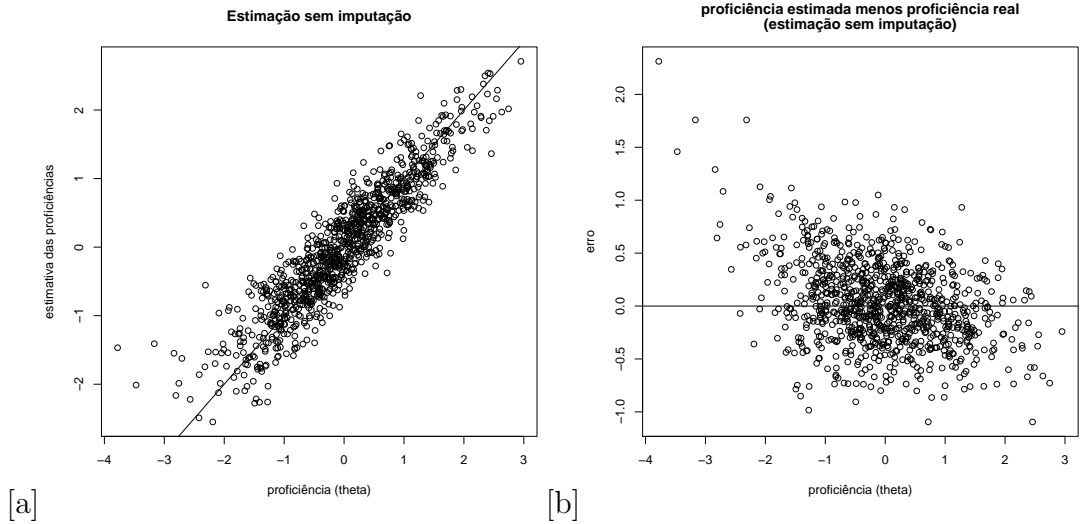 Estimação sem imputação
estimativa das proficiências
2
1
0
−1
−2
−4 −3 −2 −1 0 1 2 3
proficiência (theta)
[a]
proficiência estimada menos proficiência real
(estimação sem imputação)
erro
2.0
1.5
1.0
0.5
0.0
−0.5
−1.0
−4 −3 −2 −1 0 1 2 3
proficiência (theta)
[b]